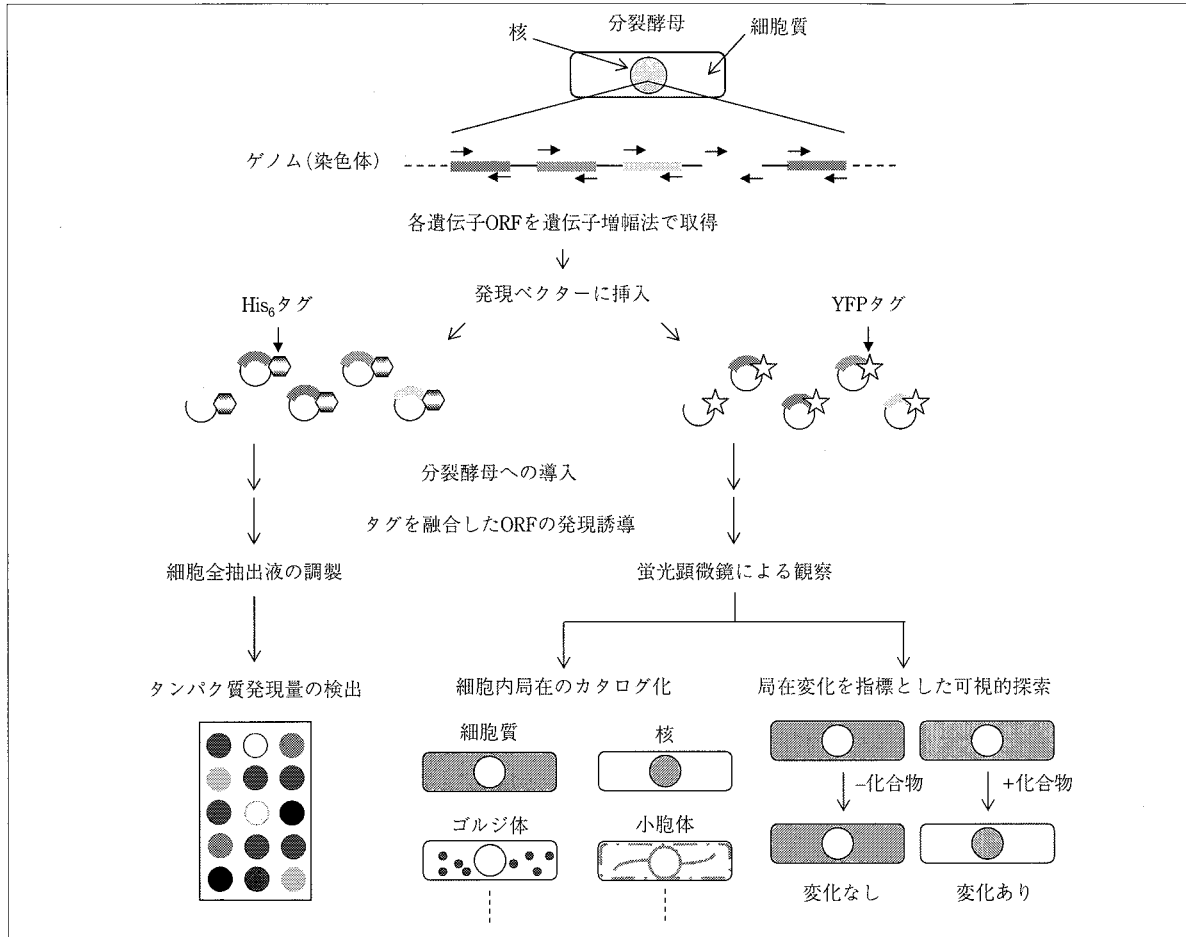 分裂酵母
核
細胞質
ゲノム(染色体)
各遺伝子ORFを遺伝子増幅法で取得
発現ベクターに挿入
His₆タグ
YFPタグ
分裂酵母への導入
タグを融合したORFの発現誘導
細胞全抽出液の調製
蛍光顕微鏡による観察
タンパク質発現量の検出
細胞内局在のカタログ化
局在変化を指標とした可視的探索
細胞質
核
−化合物
+化合物
ゴルジ体
小胞体
変化なし
変化あり